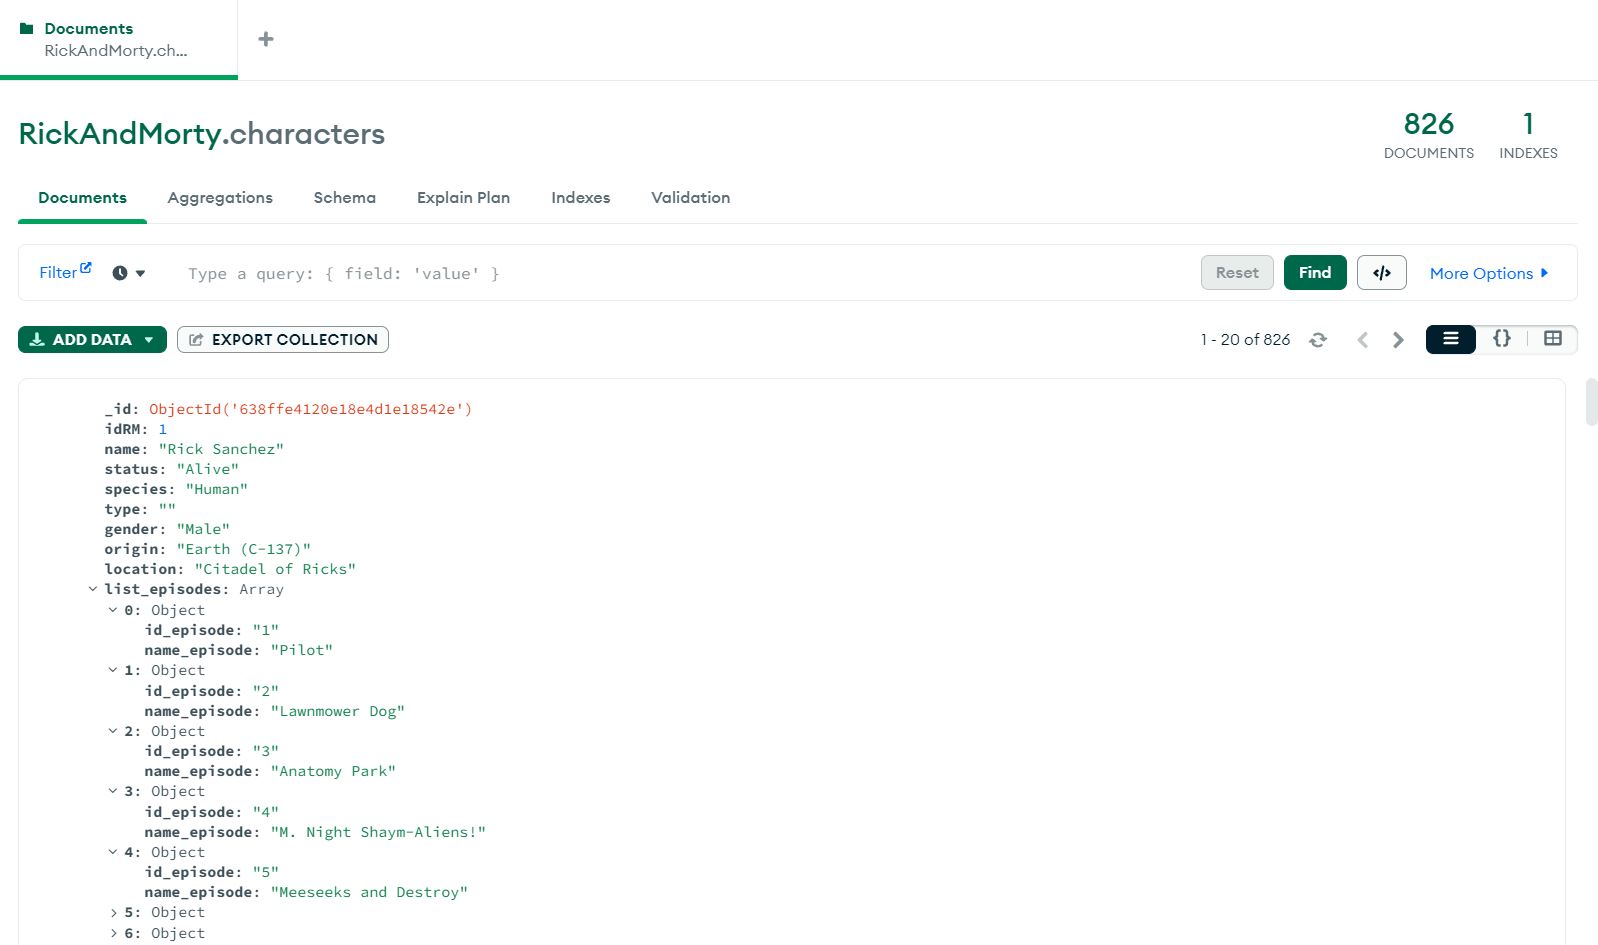 Documents
RickAndMorty.ch...
RickAndMorty.characters
826
DOCUMENTS
1
INDEXES
Documents Aggregations Schema Explain Plan Indexes Validation
Filter Type a query: { field: 'value' } Reset Find </> More Options
ADD DATA EXPORT COLLECTION 1 - 20 of 826 {}
_id: ObjectId('638ffe4120e18e4d1e18542e')
idRM: 1
name: "Rick Sanchez"
status: "Alive"
species: "Human"
type: ""
gender: "Male"
origin: "Earth (C-137)"
location: "Citadel of Ricks"
list_episodes: Array
0: Object
id_episode: "1"
name_episode: "Pilot"
1: Object
id_episode: "2"
name_episode: "Lawnmower Dog"
2: Object
id_episode: "3"
name_episode: "Anatomy Park"
3: Object
id_episode: "4"
name_episode: "M. Night Shaym-Aliens!"
4: Object
id_episode: "5"
name_episode: "Meeseeks and Destroy"
5: Object
6: Object